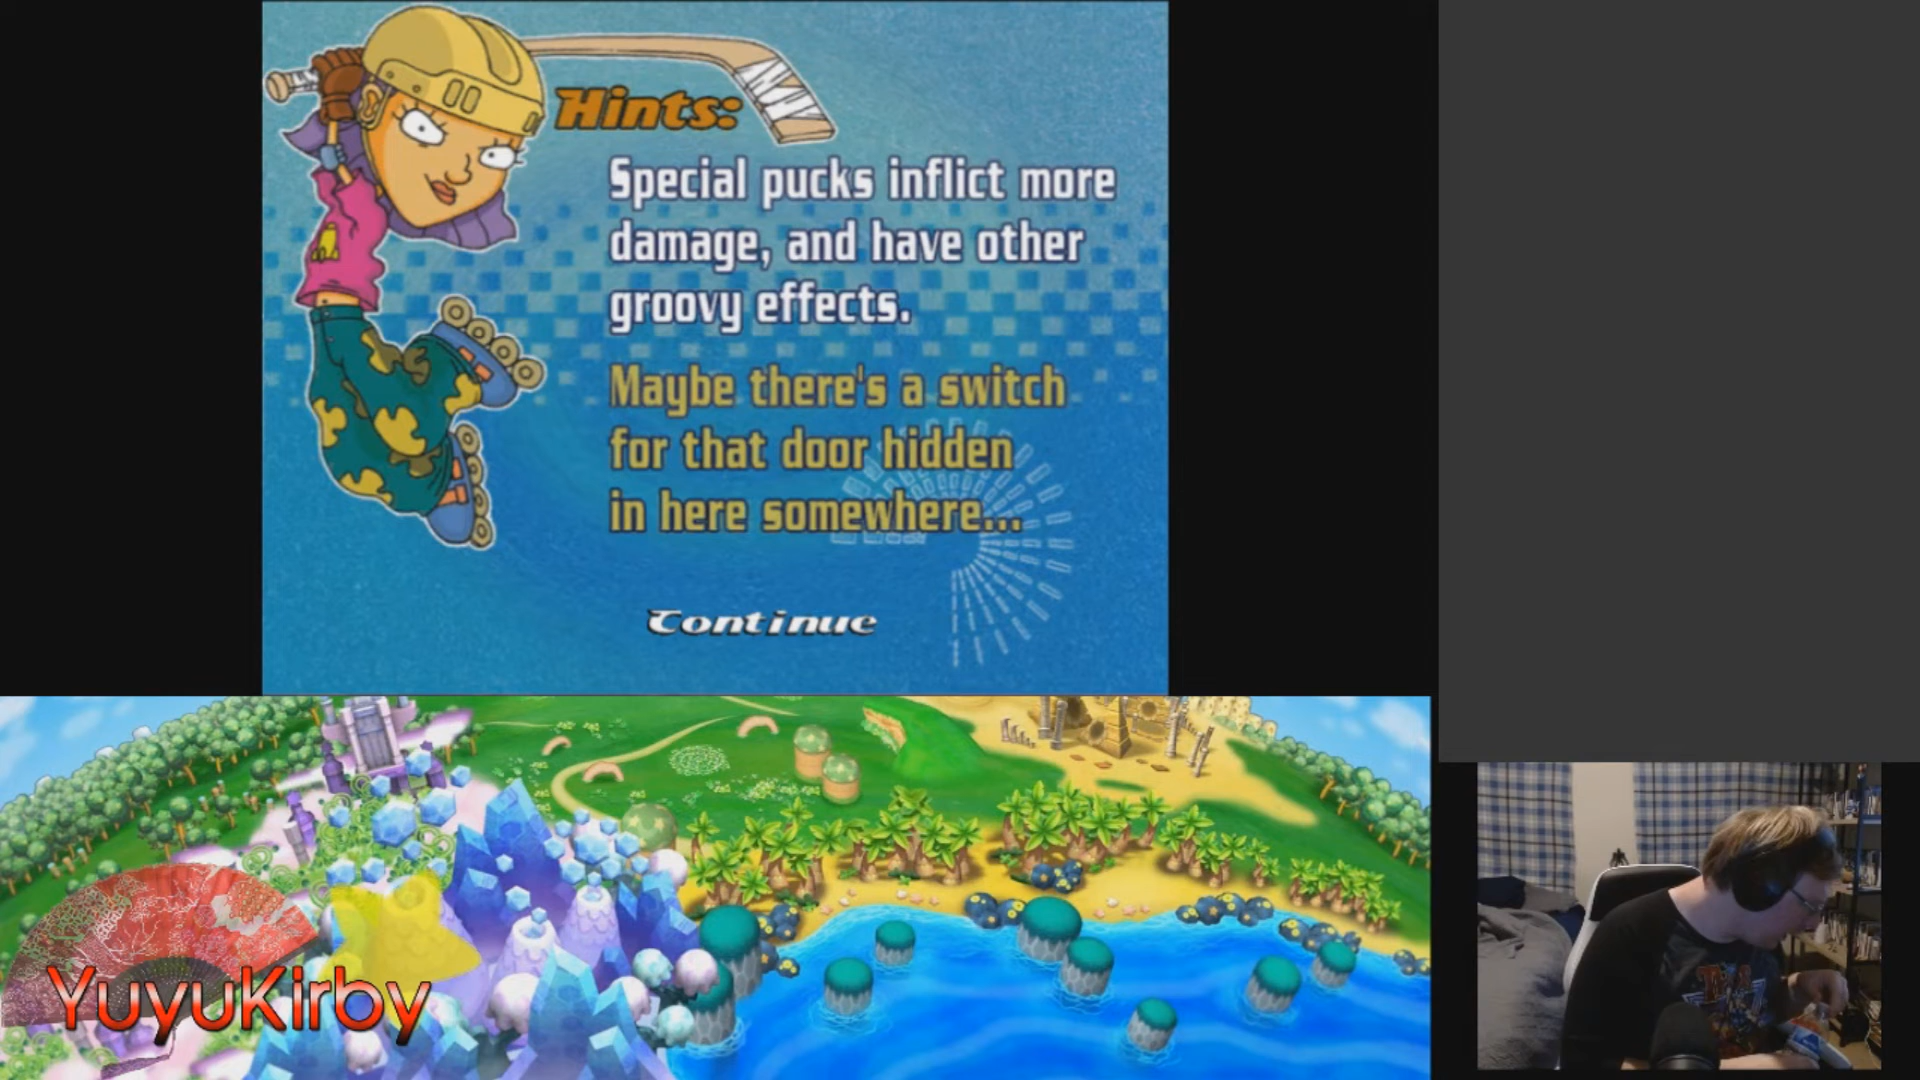 Hints:
Special pucks inflict more
damage, and have other
groovy effects.
Maybe there's a switch
for that door hidden
in here somewhere...
Continue
YuyuKirby